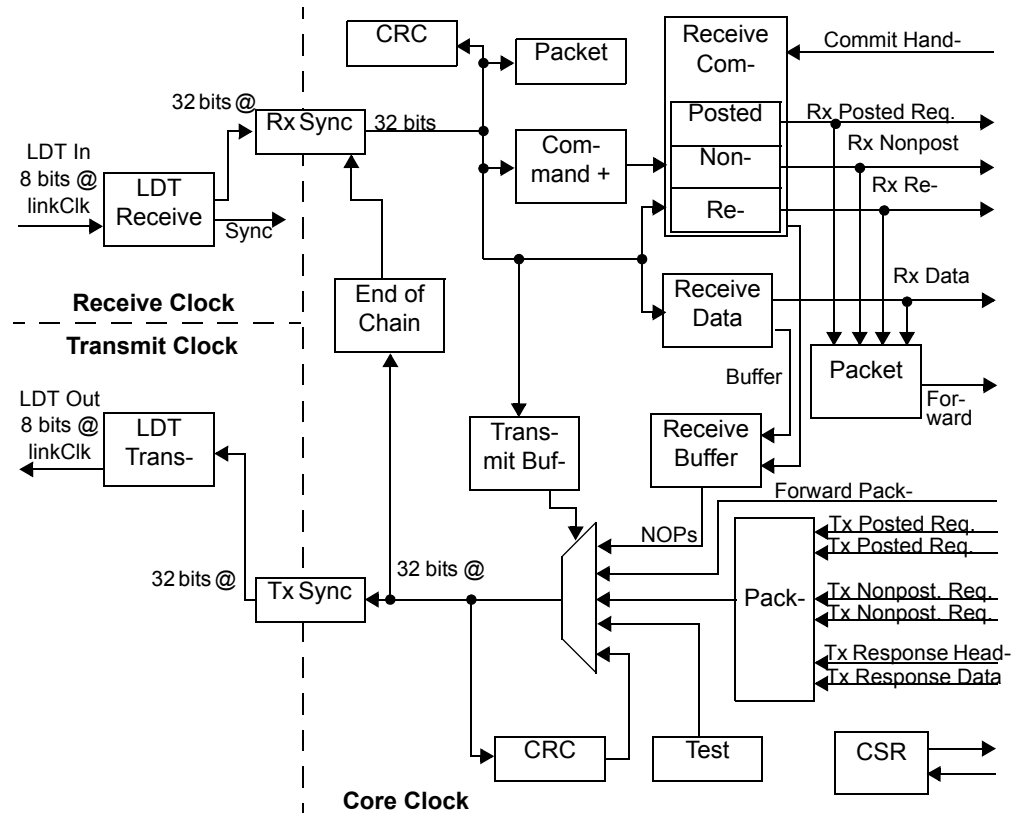 CRC
Packet
Receive
Com-
Commit Hand-
32 bits @
Rx Sync
32 bits
Posted
Rx Posted Req.
Com-
mand +
Non-
Rx Nonpost
LDT In
8 bits @
linkClk
LDT
Receive
Sync
Re-
Rx Re-
Receive Clock
Transmit Clock
End of
Chain
Receive
Data
Rx Data
Buffer
Packet
For-
ward
LDT Out
8 bits @
linkClk
LDT
Trans-
Trans-
mit Buf-
Receive
Buffer
Forward Pack-
NOPs
Tx Posted Req.
Tx Posted Req.
32 bits @
Tx Sync
32 bits @
Pack-
Tx Nonpost. Req.
Tx Nonpost. Req.
Tx Response Head-
Tx Response Data
CRC
Test
CSR
Core Clock